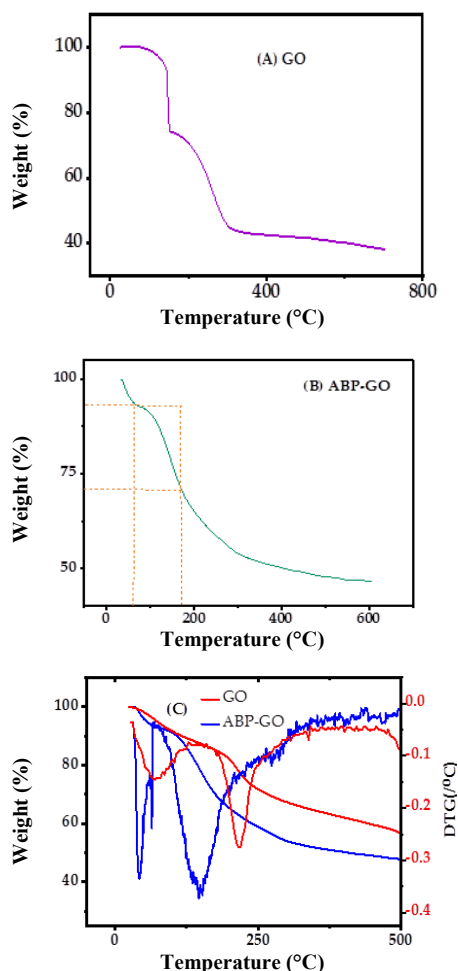 (A) GO
Weight (%)
100
80
60
40
0
400
800
Temperature (°C)
(B) ABP-GO
Weight (%)
100
75
50
0
200
400
600
Temperature (°C)
(C)
GO
ABP-GO
Weight (%)
100
80
60
40
0.0
-0.1
-0.2
-0.3
-0.4
DTG(/°C)
0
250
500
Temperature (°C)